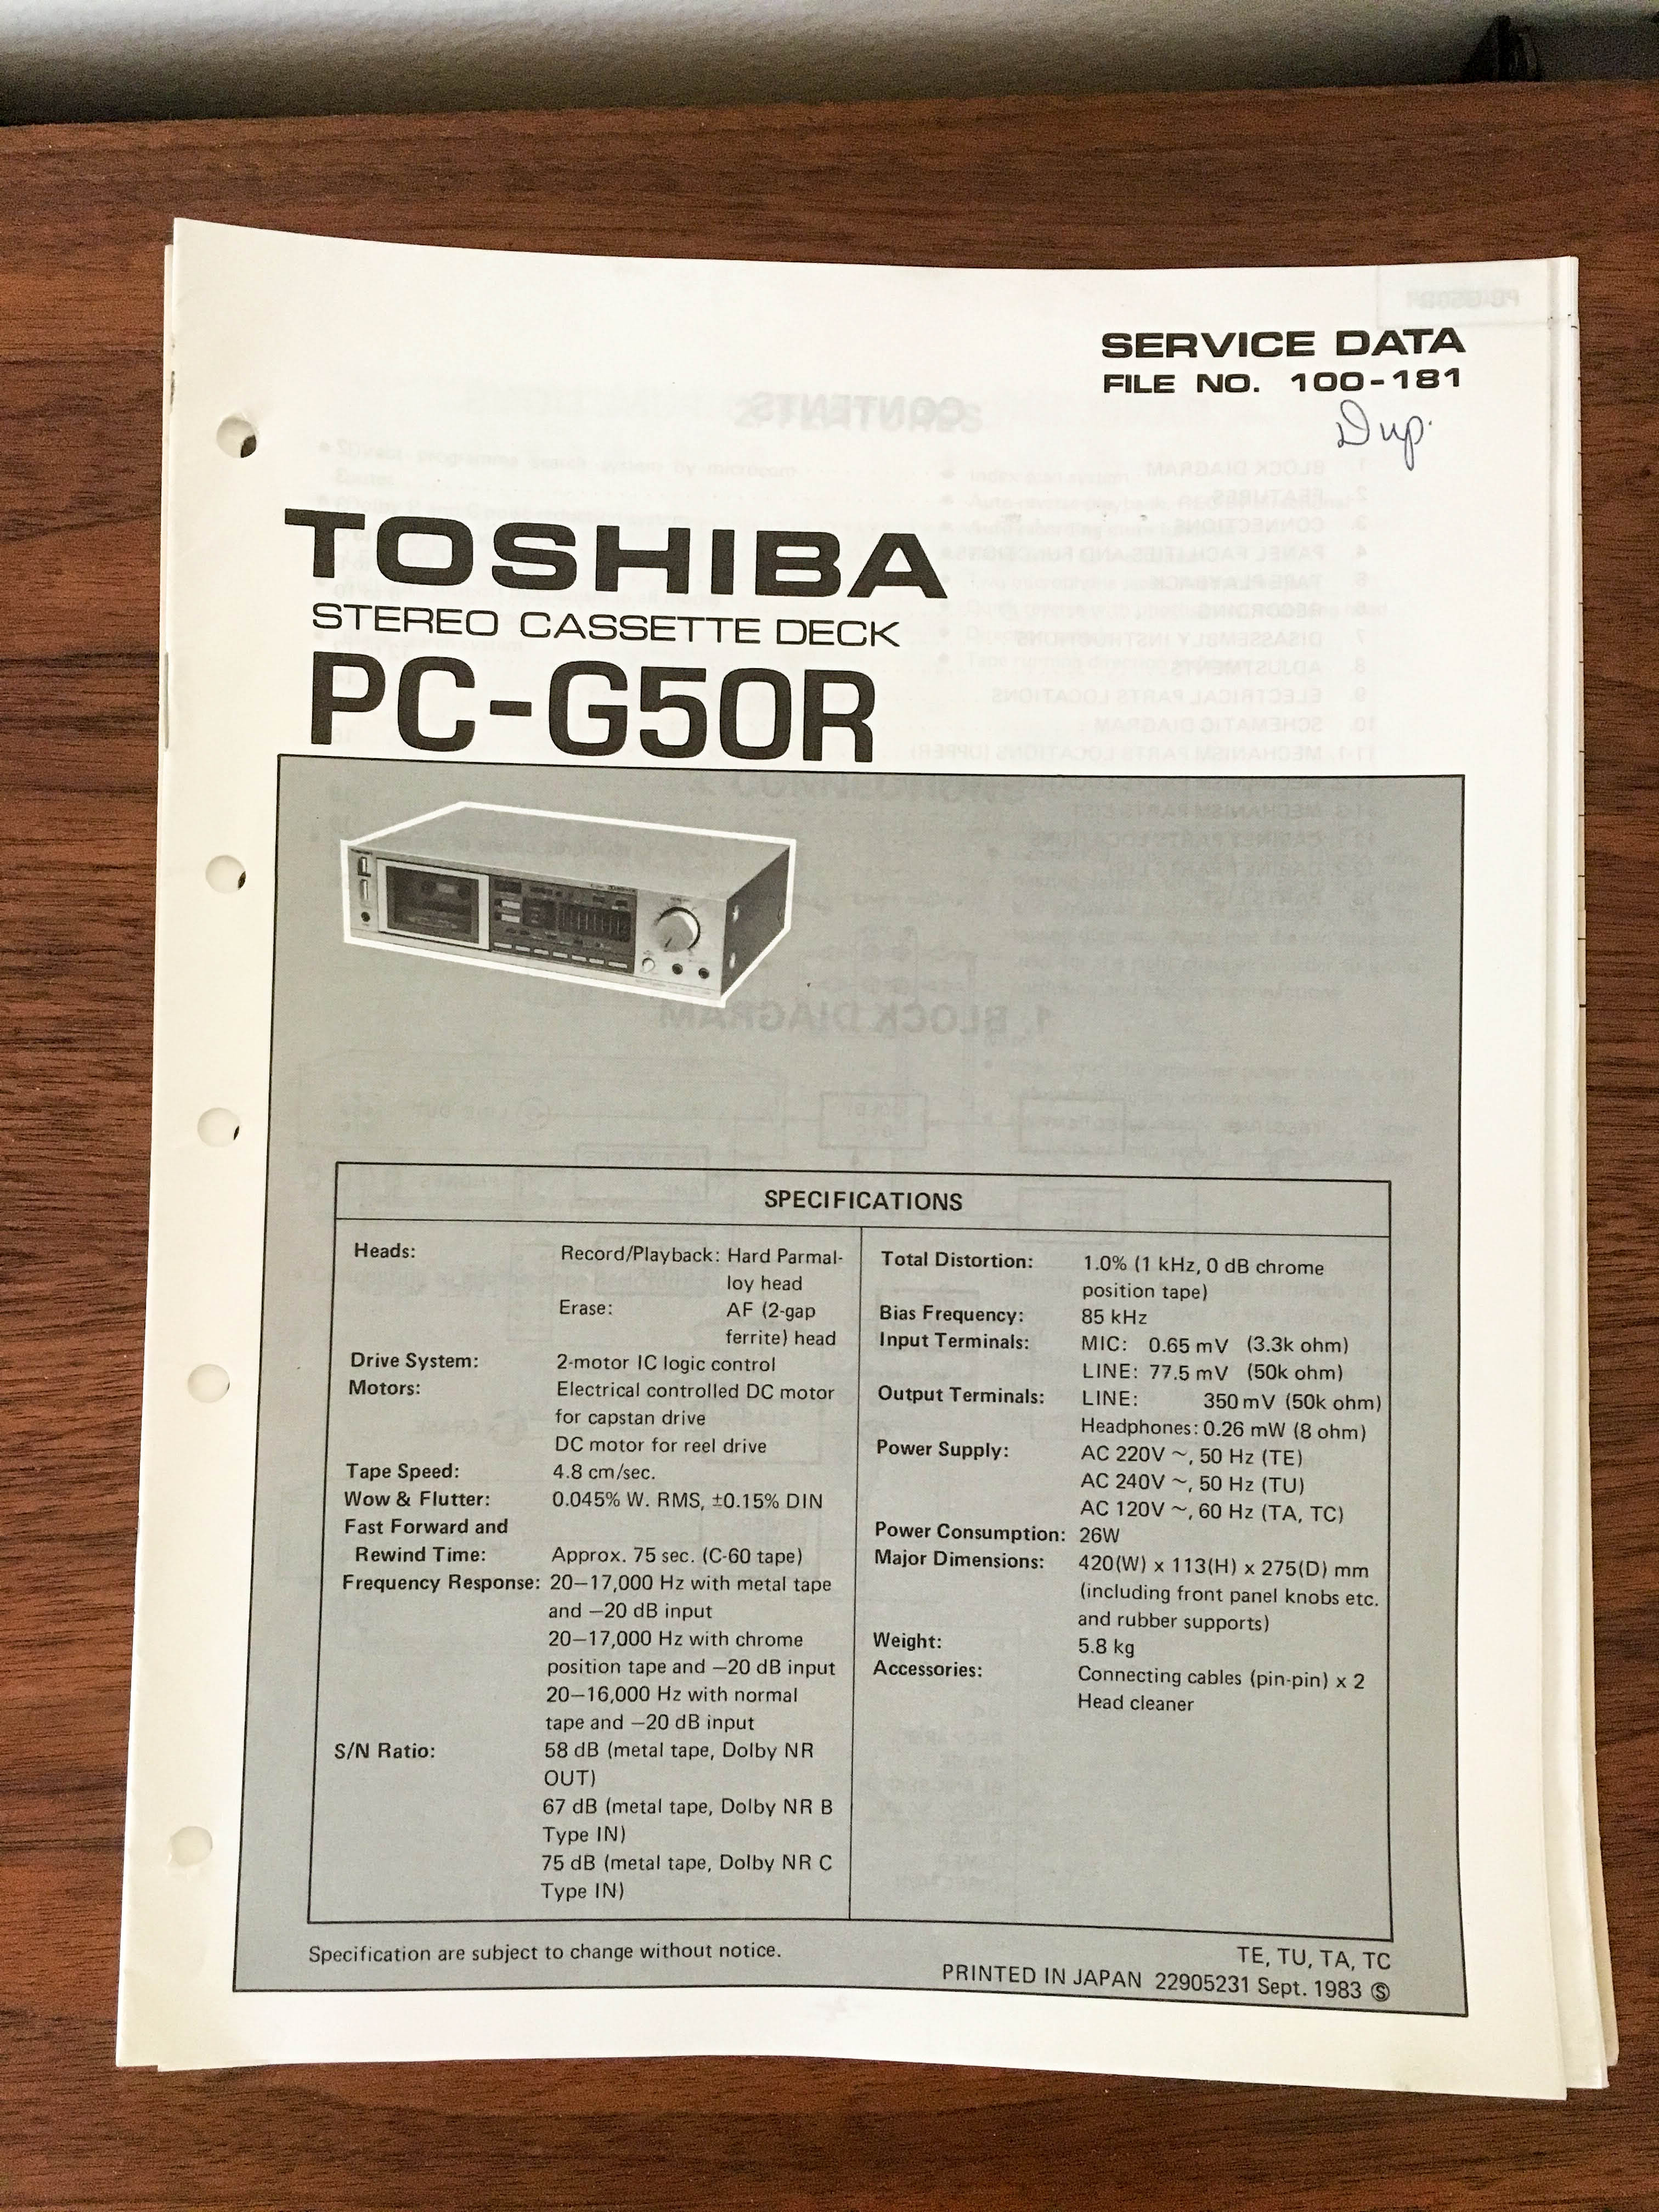 SERVICE DATA
FILE NO. 100-181
Dup.
TOSHIBA
STEREO CASSETTE DECK
PC-G50R
SPECIFICATIONS
Heads: Record/Playback: Hard Parmal-
loy head
Erase: AF (2-gap
ferrite) head
Drive System: 2-motor IC logic control
Motors: Electrical controlled DC motor
for capstan drive
DC motor for reel drive
Tape Speed: 4.8 cm/sec.
Wow & Flutter: 0.045% W. RMS, ±0.15% DIN
Fast Forward and
Rewind Time: Approx. 75 sec. (C-60 tape)
Frequency Response: 20–17,000 Hz with metal tape
and –20 dB input
20–17,000 Hz with chrome
position tape and –20 dB input
20–16,000 Hz with normal
tape and –20 dB input
S/N Ratio: 58 dB (metal tape, Dolby NR
OUT)
67 dB (metal tape, Dolby NR B
Type IN)
75 dB (metal tape, Dolby NR C
Type IN)
Total Distortion: 1.0% (1 kHz, 0 dB chrome
position tape)
Bias Frequency: 85 kHz
Input Terminals: MIC: 0.65 mV (3.3k ohm)
LINE: 77.5 mV (50k ohm)
Output Terminals: LINE: 350 mV (50k ohm)
Headphones: 0.26 mW (8 ohm)
Power Supply: AC 220V ~, 50 Hz (TE)
AC 240V ~, 50 Hz (TU)
AC 120V ~, 60 Hz (TA, TC)
Power Consumption: 26W
Major Dimensions: 420(W) x 113(H) x 275(D) mm
(including front panel knobs etc.
and rubber supports)
Weight: 5.8 kg
Accessories: Connecting cables (pin-pin) x 2
Head cleaner
Specification are subject to change without notice.
TE, TU, TA, TC
PRINTED IN JAPAN 22905231 Sept. 1983 Ⓢ